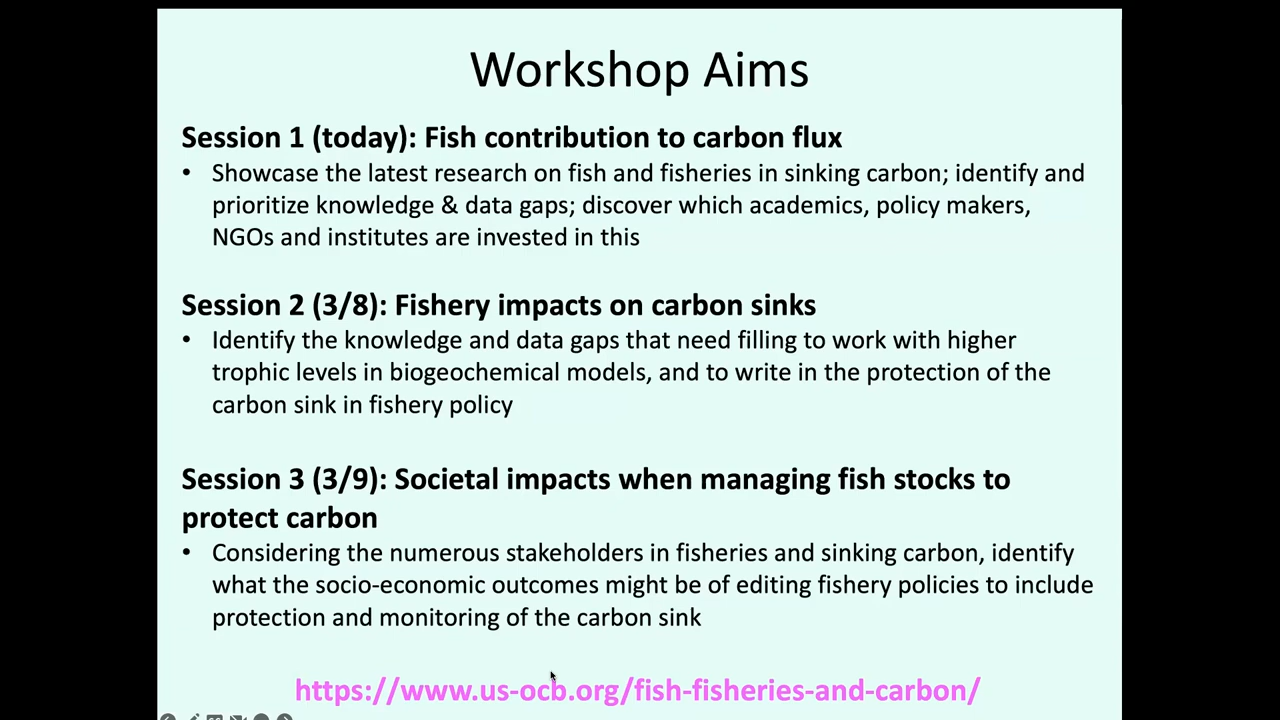 Workshop Aims
Session 1 (today): Fish contribution to carbon flux
• Showcase the latest research on fish and fisheries in sinking carbon; identify and
prioritize knowledge & data gaps; discover which academics, policy makers,
NGOs and institutes are invested in this
Session 2 (3/8): Fishery impacts on carbon sinks
• Identify the knowledge and data gaps that need filling to work with higher
trophic levels in biogeochemical models, and to write in the protection of the
carbon sink in fishery policy
Session 3 (3/9): Societal impacts when managing fish stocks to
protect carbon
• Considering the numerous stakeholders in fisheries and sinking carbon, identify
what the socio-economic outcomes might be of editing fishery policies to include
protection and monitoring of the carbon sink
https://www.us-ocb.org/fish-fisheries-and-carbon/